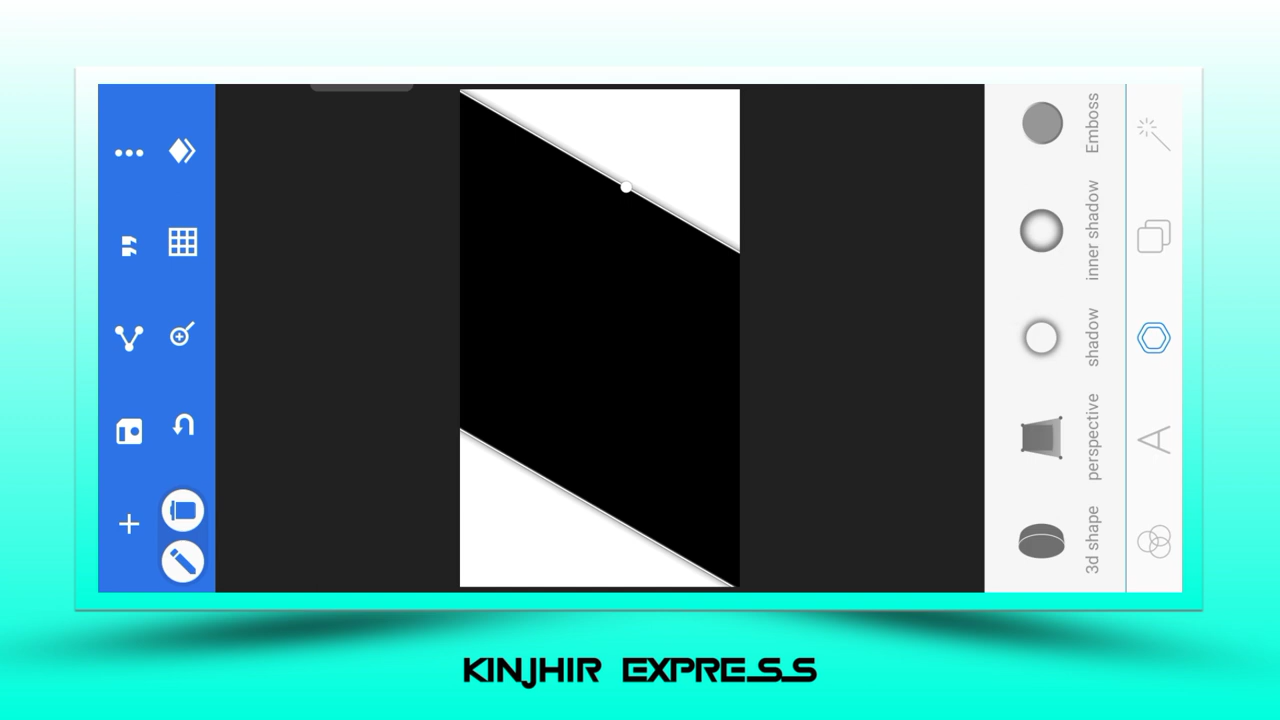 Emboss
inner shadow
shadow
perspective
3d shape
KINJHIR EXPRESS